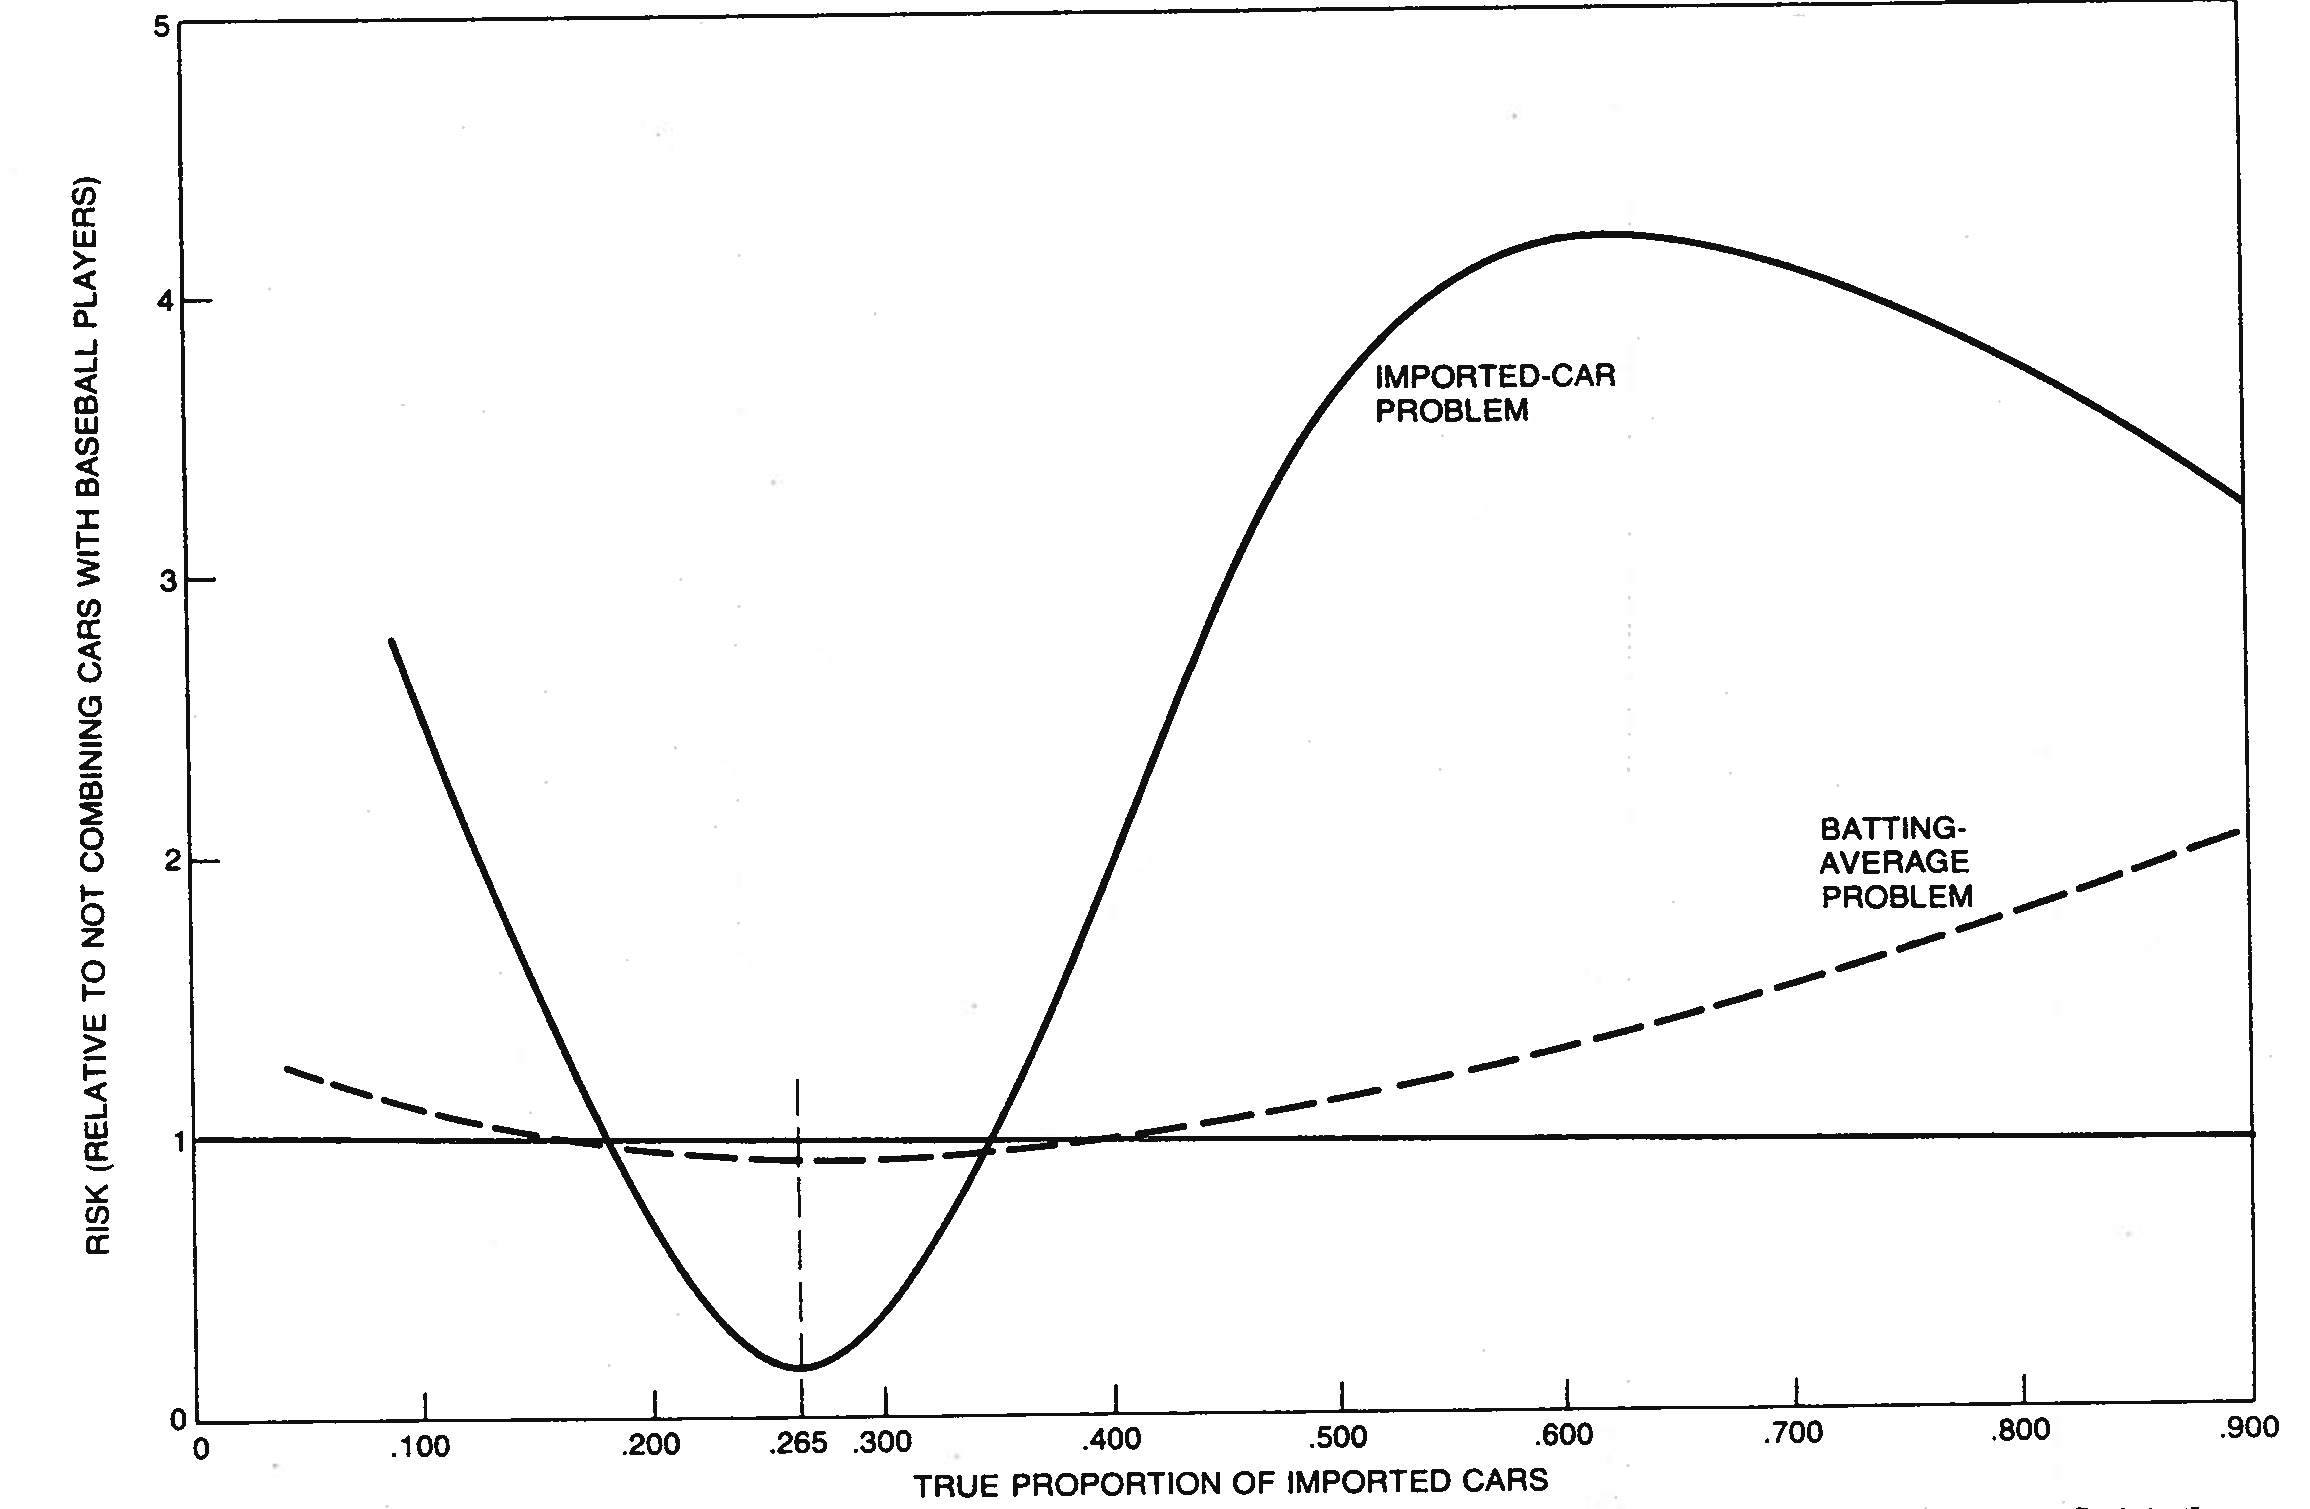 RISK (RELATIVE TO NOT COMBINING CARS WITH BASEBALL PLAYERS)
5
4
3
2
1
0
IMPORTED-CAR
PROBLEM
BATTING-
AVERAGE
PROBLEM
0 .100 .200 .265 .300 .400 .500 .600 .700 .800 .900
TRUE PROPORTION OF IMPORTED CARS